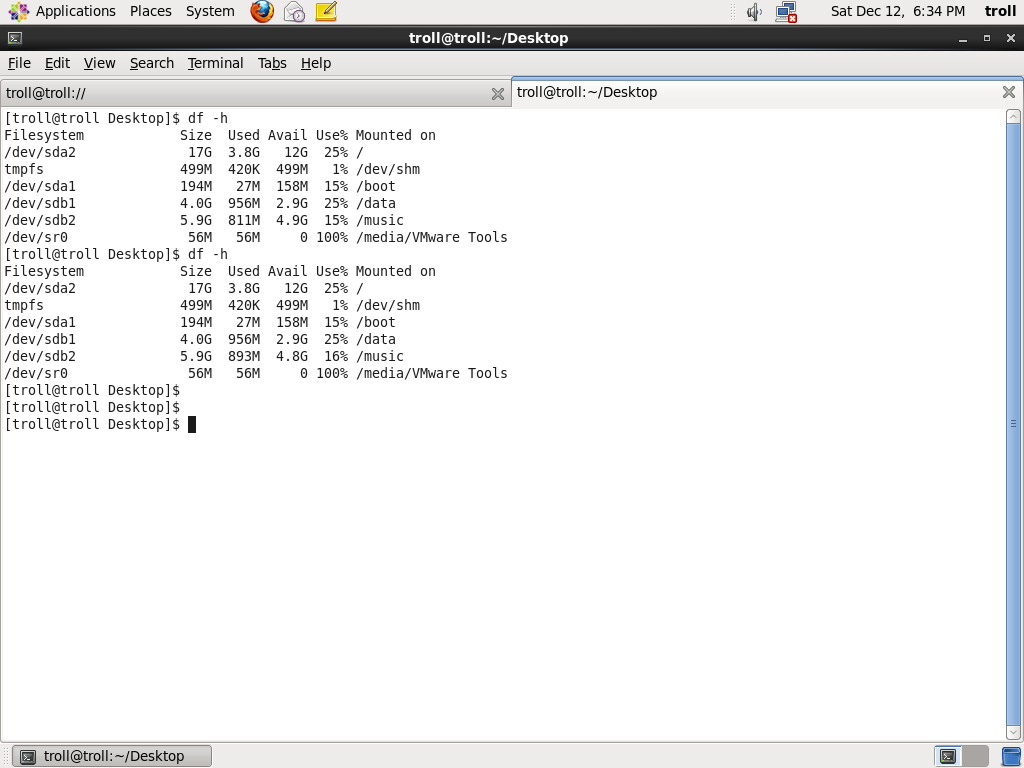 Applications Places System Sat Dec 12, 6:34 PM troll
troll@troll:~/Desktop
File Edit View Search Terminal Tabs Help
troll@troll:// troll@troll:~/Desktop
[troll@troll Desktop]$ df -h
Filesystem            Size  Used Avail Use% Mounted on
/dev/sda2              17G  3.8G   12G  25% /
tmpfs                 499M  420K  499M   1% /dev/shm
/dev/sda1             194M   27M  158M  15% /boot
/dev/sdb1             4.0G  956M  2.9G  25% /data
/dev/sdb2             5.9G  811M  4.9G  15% /music
/dev/sr0               56M   56M     0 100% /media/VMware Tools
[troll@troll Desktop]$ df -h
Filesystem            Size  Used Avail Use% Mounted on
/dev/sda2              17G  3.8G   12G  25% /
tmpfs                 499M  420K  499M   1% /dev/shm
/dev/sda1             194M   27M  158M  15% /boot
/dev/sdb1             4.0G  956M  2.9G  25% /data
/dev/sdb2             5.9G  893M  4.8G  16% /music
/dev/sr0               56M   56M     0 100% /media/VMware Tools
[troll@troll Desktop]$
[troll@troll Desktop]$
[troll@troll Desktop]$
troll@troll:~/Desktop